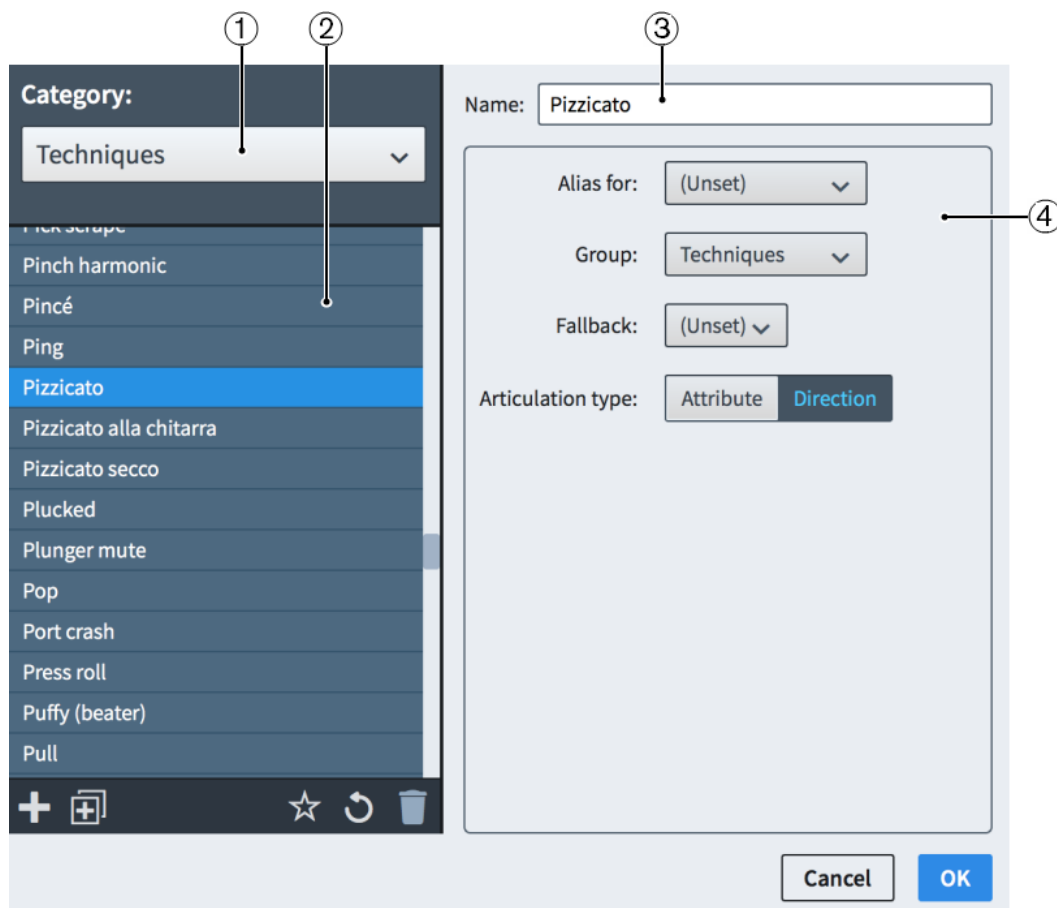 ① ② ③
Category:
Techniques
Name: Pizzicato
Alias for: (Unset)
④
Group: Techniques
Fallback: (Unset)
Articulation type: Attribute Direction
Pick scrape
Pinch harmonic
Pincé
Ping
Pizzicato
Pizzicato alla chitarra
Pizzicato secco
Plucked
Plunger mute
Pop
Port crash
Press roll
Puffy (beater)
Pull
Cancel OK